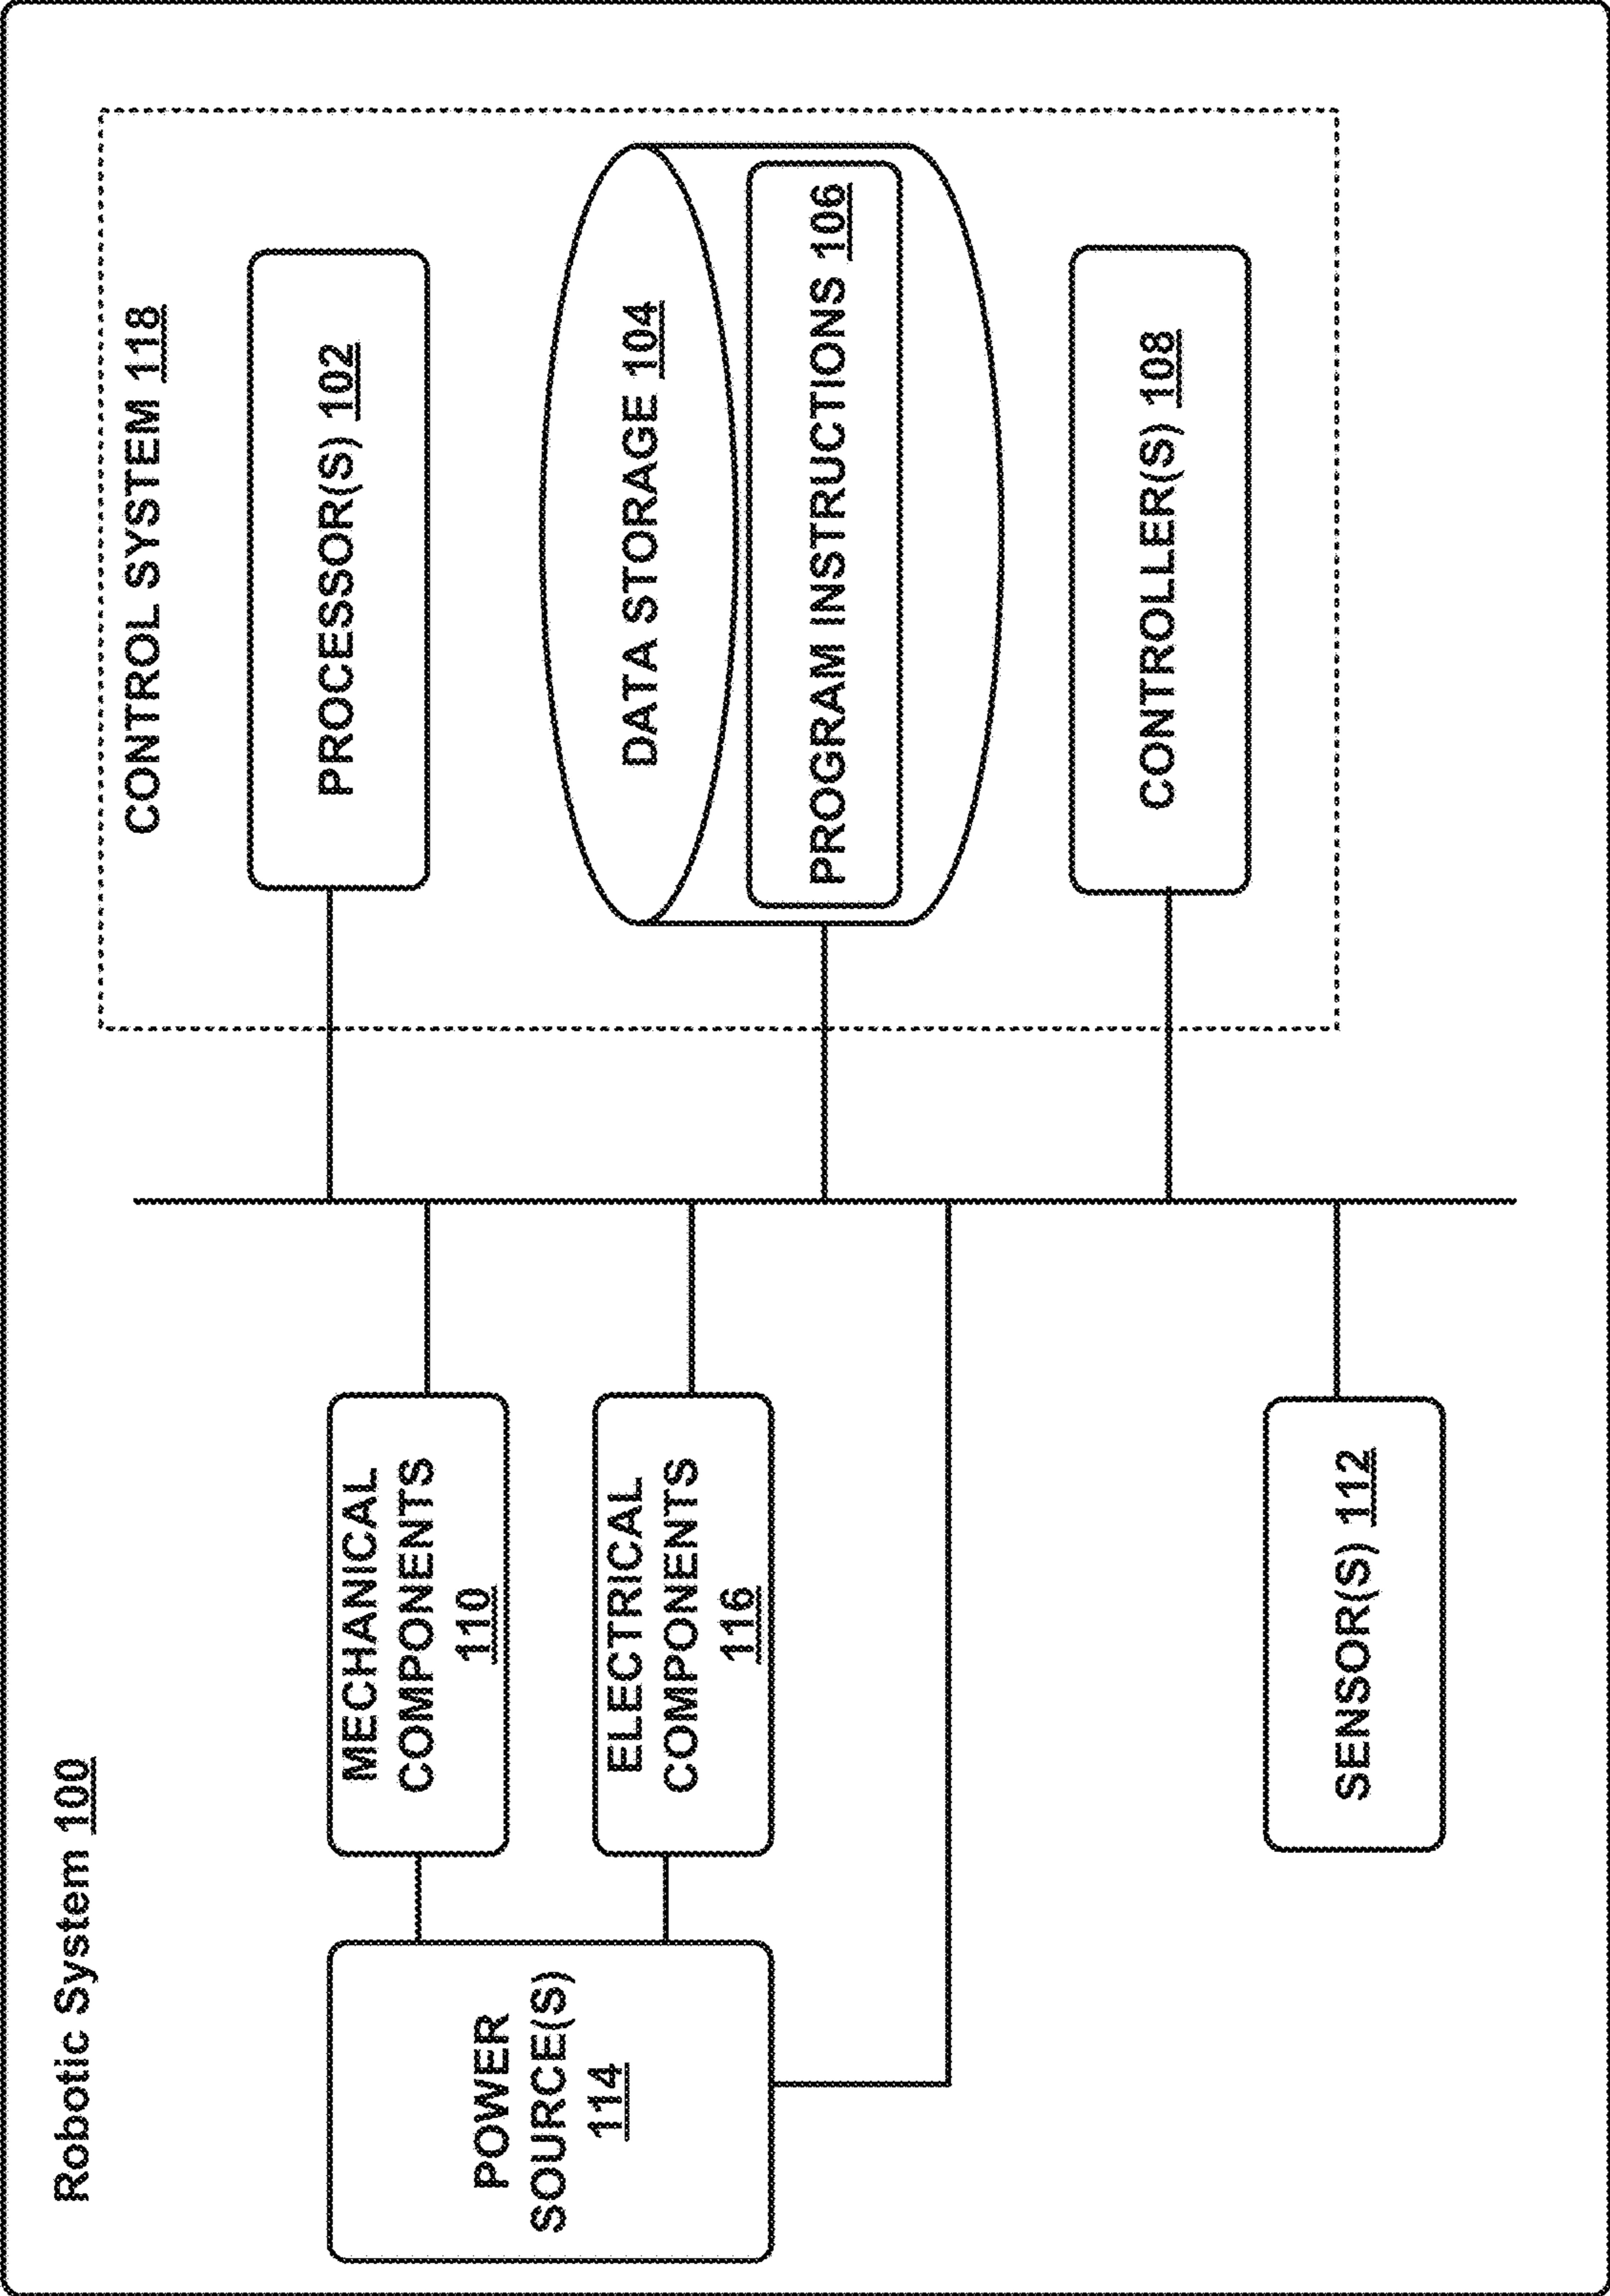 Robotic System 100
CONTROL SYSTEM 118
PROCESSOR(S) 102
DATA STORAGE 104
PROGRAM INSTRUCTIONS 106
CONTROLLER(S) 108
MECHANICAL
COMPONENTS
110
ELECTRICAL
COMPONENTS
116
POWER
SOURCE(S)
114
SENSOR(S) 112